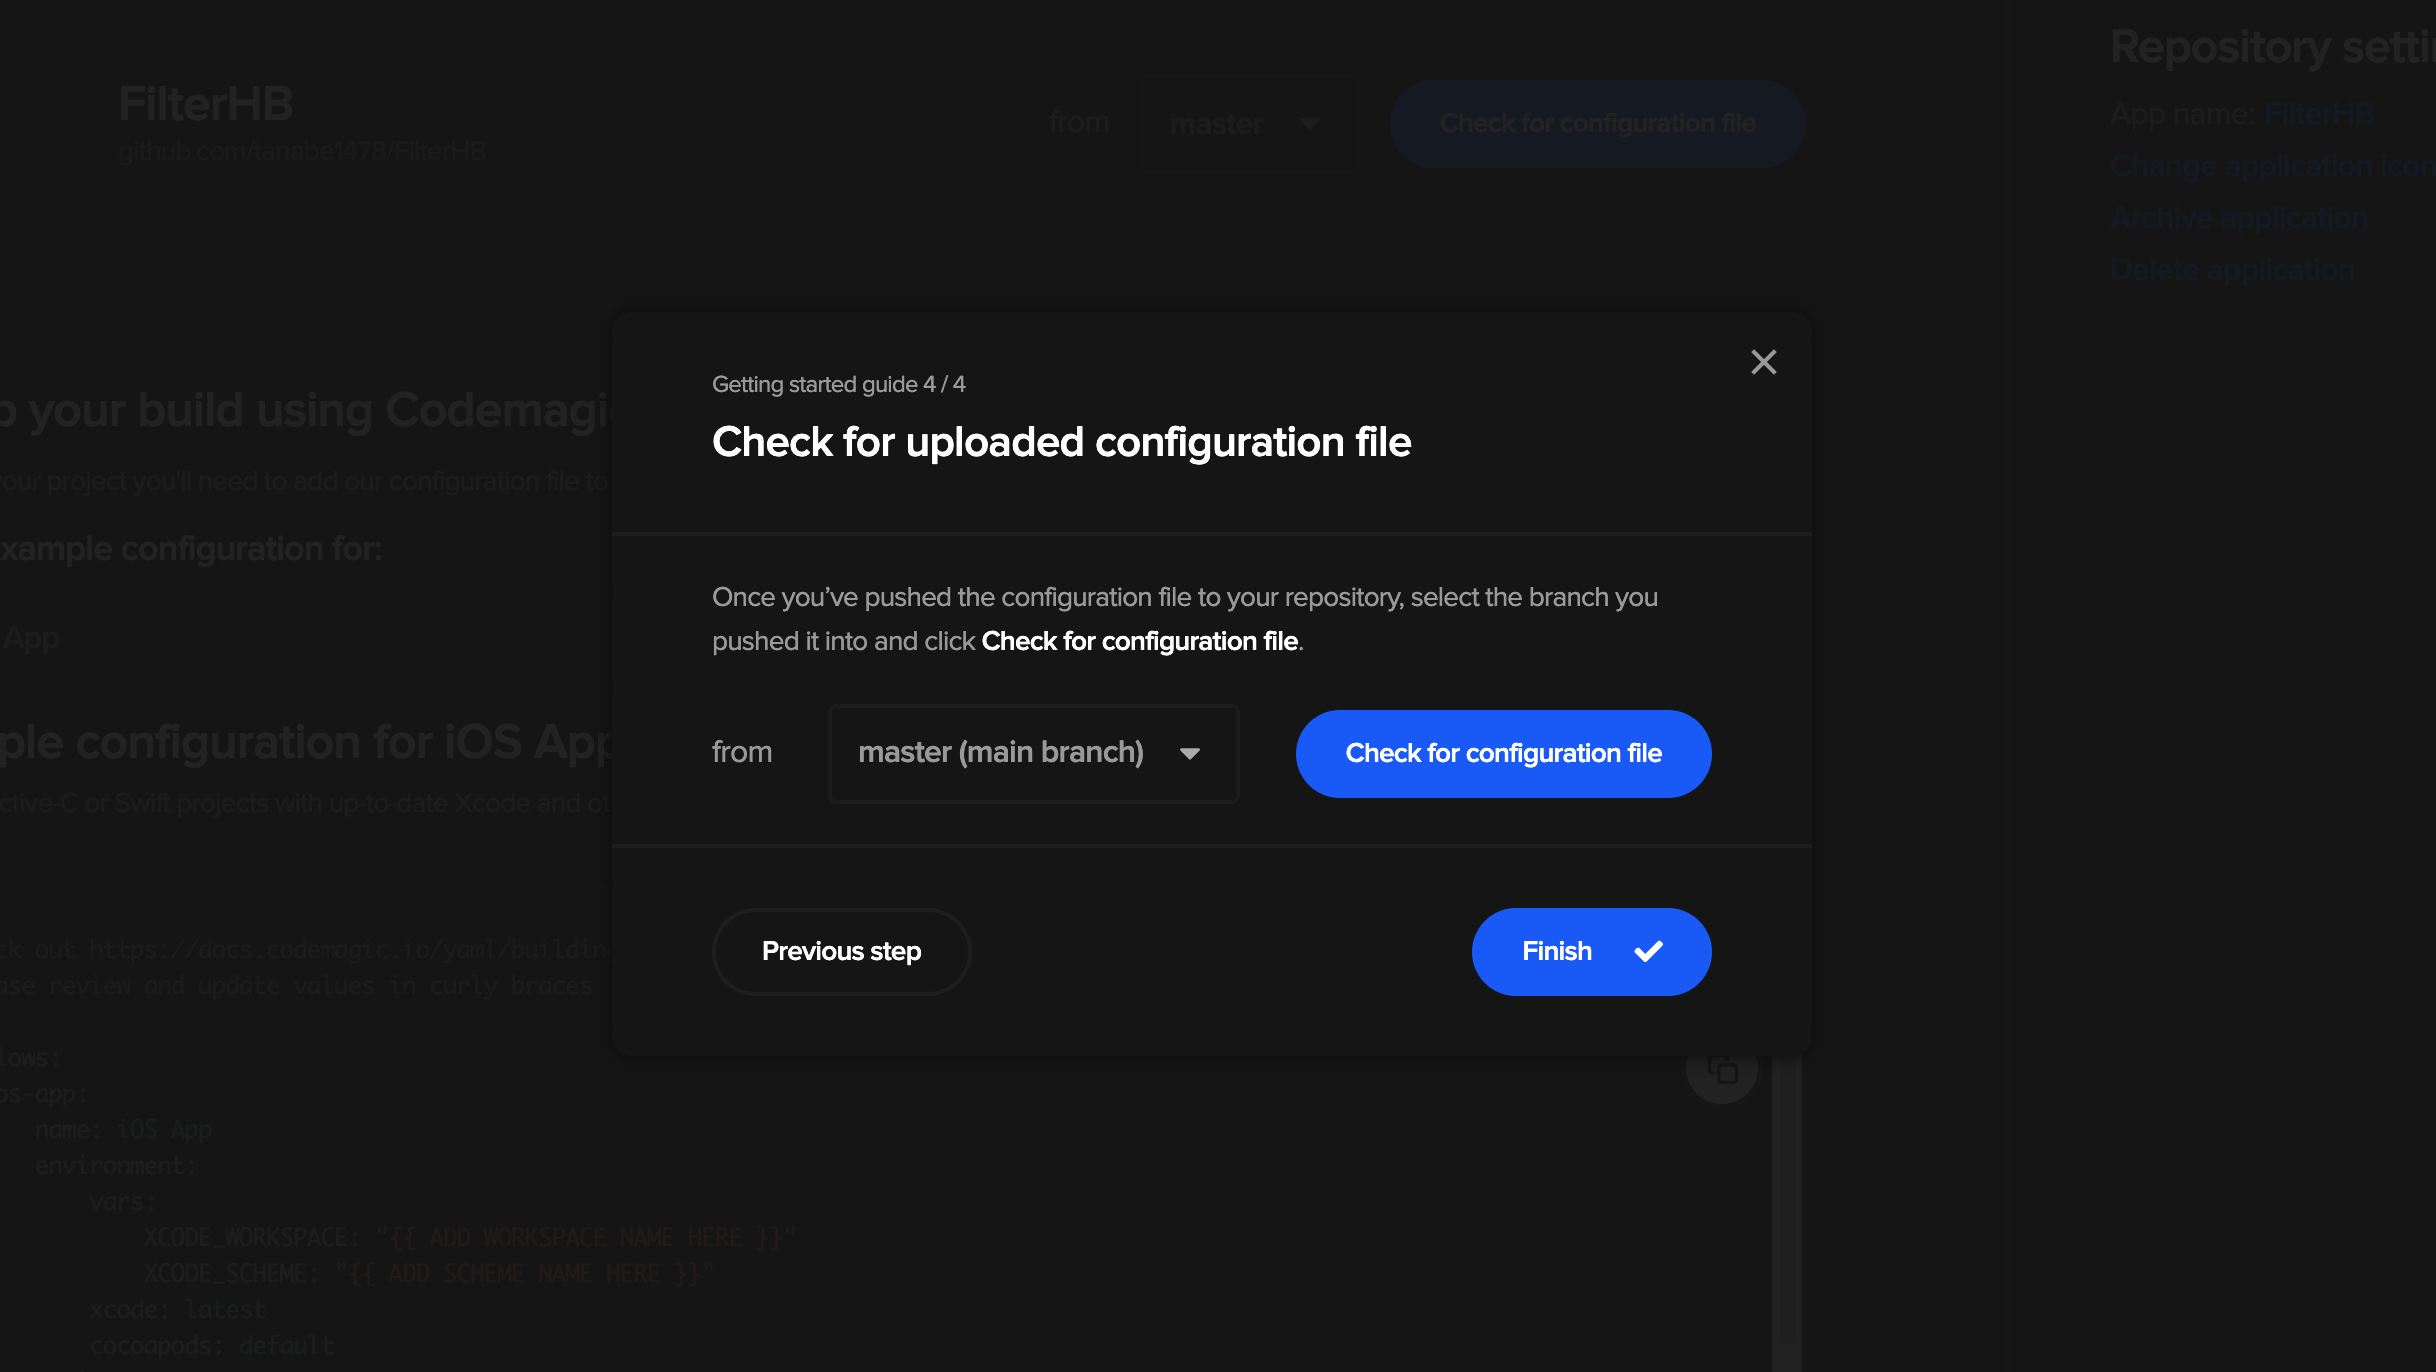 FilterHB
github.com/tanabe1478/FilterHB
from
master
Check for configuration file
Repository settin
App name: FilterHB
Change application icon
Archive application
Delete application
p your build using Codemagic
your project you'll need to add our configuration file to
xample configuration for:
App
ple configuration for iOS App
ctive-C or Swift projects with up-to-date Xcode and ot
Getting started guide 4 / 4
Check for uploaded configuration file
Once you’ve pushed the configuration file to your repository, select the branch you
pushed it into and click Check for configuration file.
from
master (main branch)
Check for configuration file
Previous step
Finish
ck out https://docs.codemagic.io/yaml/building
ase review and update values in curly braces
lows:
os-app:
name: iOS App
environment:
vars:
XCODE_WORKSPACE: "{{ ADD WORKSPACE NAME HERE }}"
XCODE_SCHEME: "{{ ADD SCHEME NAME HERE }}"
xcode: latest
cocoapods: default